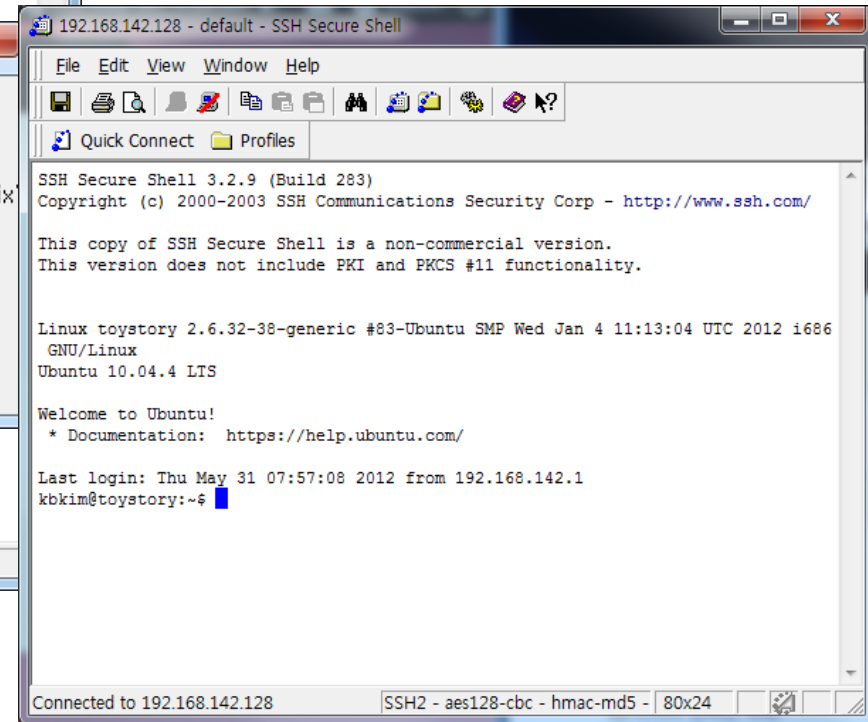 192.168.142.128 - default - SSH Secure Shell
File Edit View Window Help
Quick Connect Profiles
SSH Secure Shell 3.2.9 (Build 283)
Copyright (c) 2000-2003 SSH Communications Security Corp - http://www.ssh.com/
This copy of SSH Secure Shell is a non-commercial version.
This version does not include PKI and PKCS #11 functionality.
Linux toystory 2.6.32-38-generic #83-Ubuntu SMP Wed Jan 4 11:13:04 UTC 2012 i686
GNU/Linux
Ubuntu 10.04.4 LTS
Welcome to Ubuntu!
* Documentation: https://help.ubuntu.com/
Last login: Thu May 31 07:57:08 2012 from 192.168.142.1
kbkim@toystory:~$
Connected to 192.168.142.128 SSH2 - aes128-cbc - hmac-md5 - 80x24